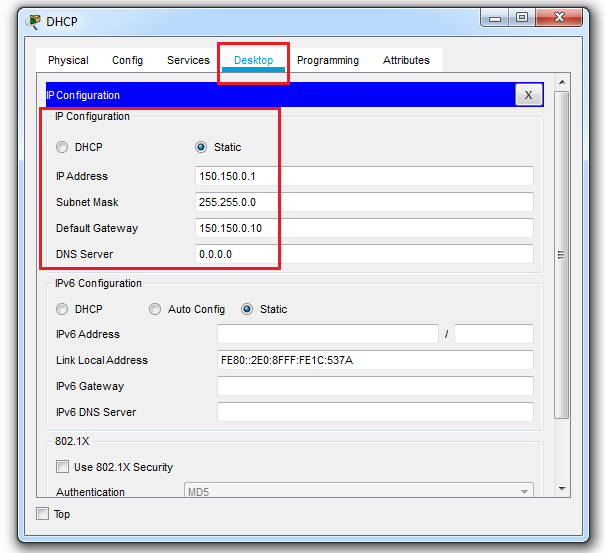 DHCP
Physical Config Services Desktop Programming Attributes
IP Configuration X
IP Configuration
DHCP Static
IP Address 150.150.0.1
Subnet Mask 255.255.0.0
Default Gateway 150.150.0.10
DNS Server 0.0.0.0
IPv6 Configuration
DHCP Auto Config Static
IPv6 Address /
Link Local Address FE80::2E0:8FFF:FE1C:537A
IPv6 Gateway
IPv6 DNS Server
802.1X
Use 802.1X Security
Authentication MD5
Top